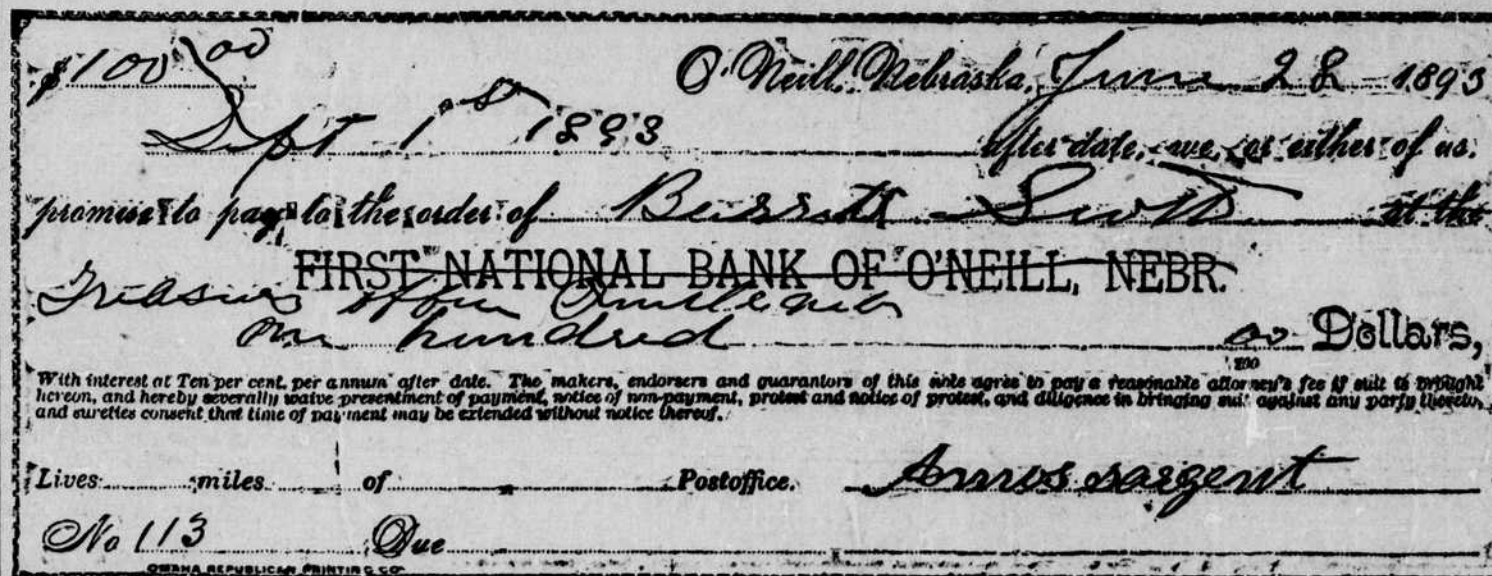 $100 00 O'Neill, Nebraska, June 28 1893
Sept 1st 1893 after date, we, or either of us,
promise to pay to the order of Barrett Scott at the
FIRST NATIONAL BANK OF O'NEILL, NEBR.
Treasurers office Oneill Neb
One hundred 00/100 Dollars,
With interest at Ten per cent. per annum after date. The makers, endorsers and guarantors of this note agree to pay a reasonable attorney's fee if suit is brought
hereon, and hereby severally waive presentment of payment, notice of non-payment, protest and notice of protest, and diligence in bringing suit against any party thereto,
and sureties consent that time of payment may be extended without notice thereof.
Lives miles of Postoffice. Amos Sargent
No 113 Due
OMAHA REPUBLICAN PRINTING CO